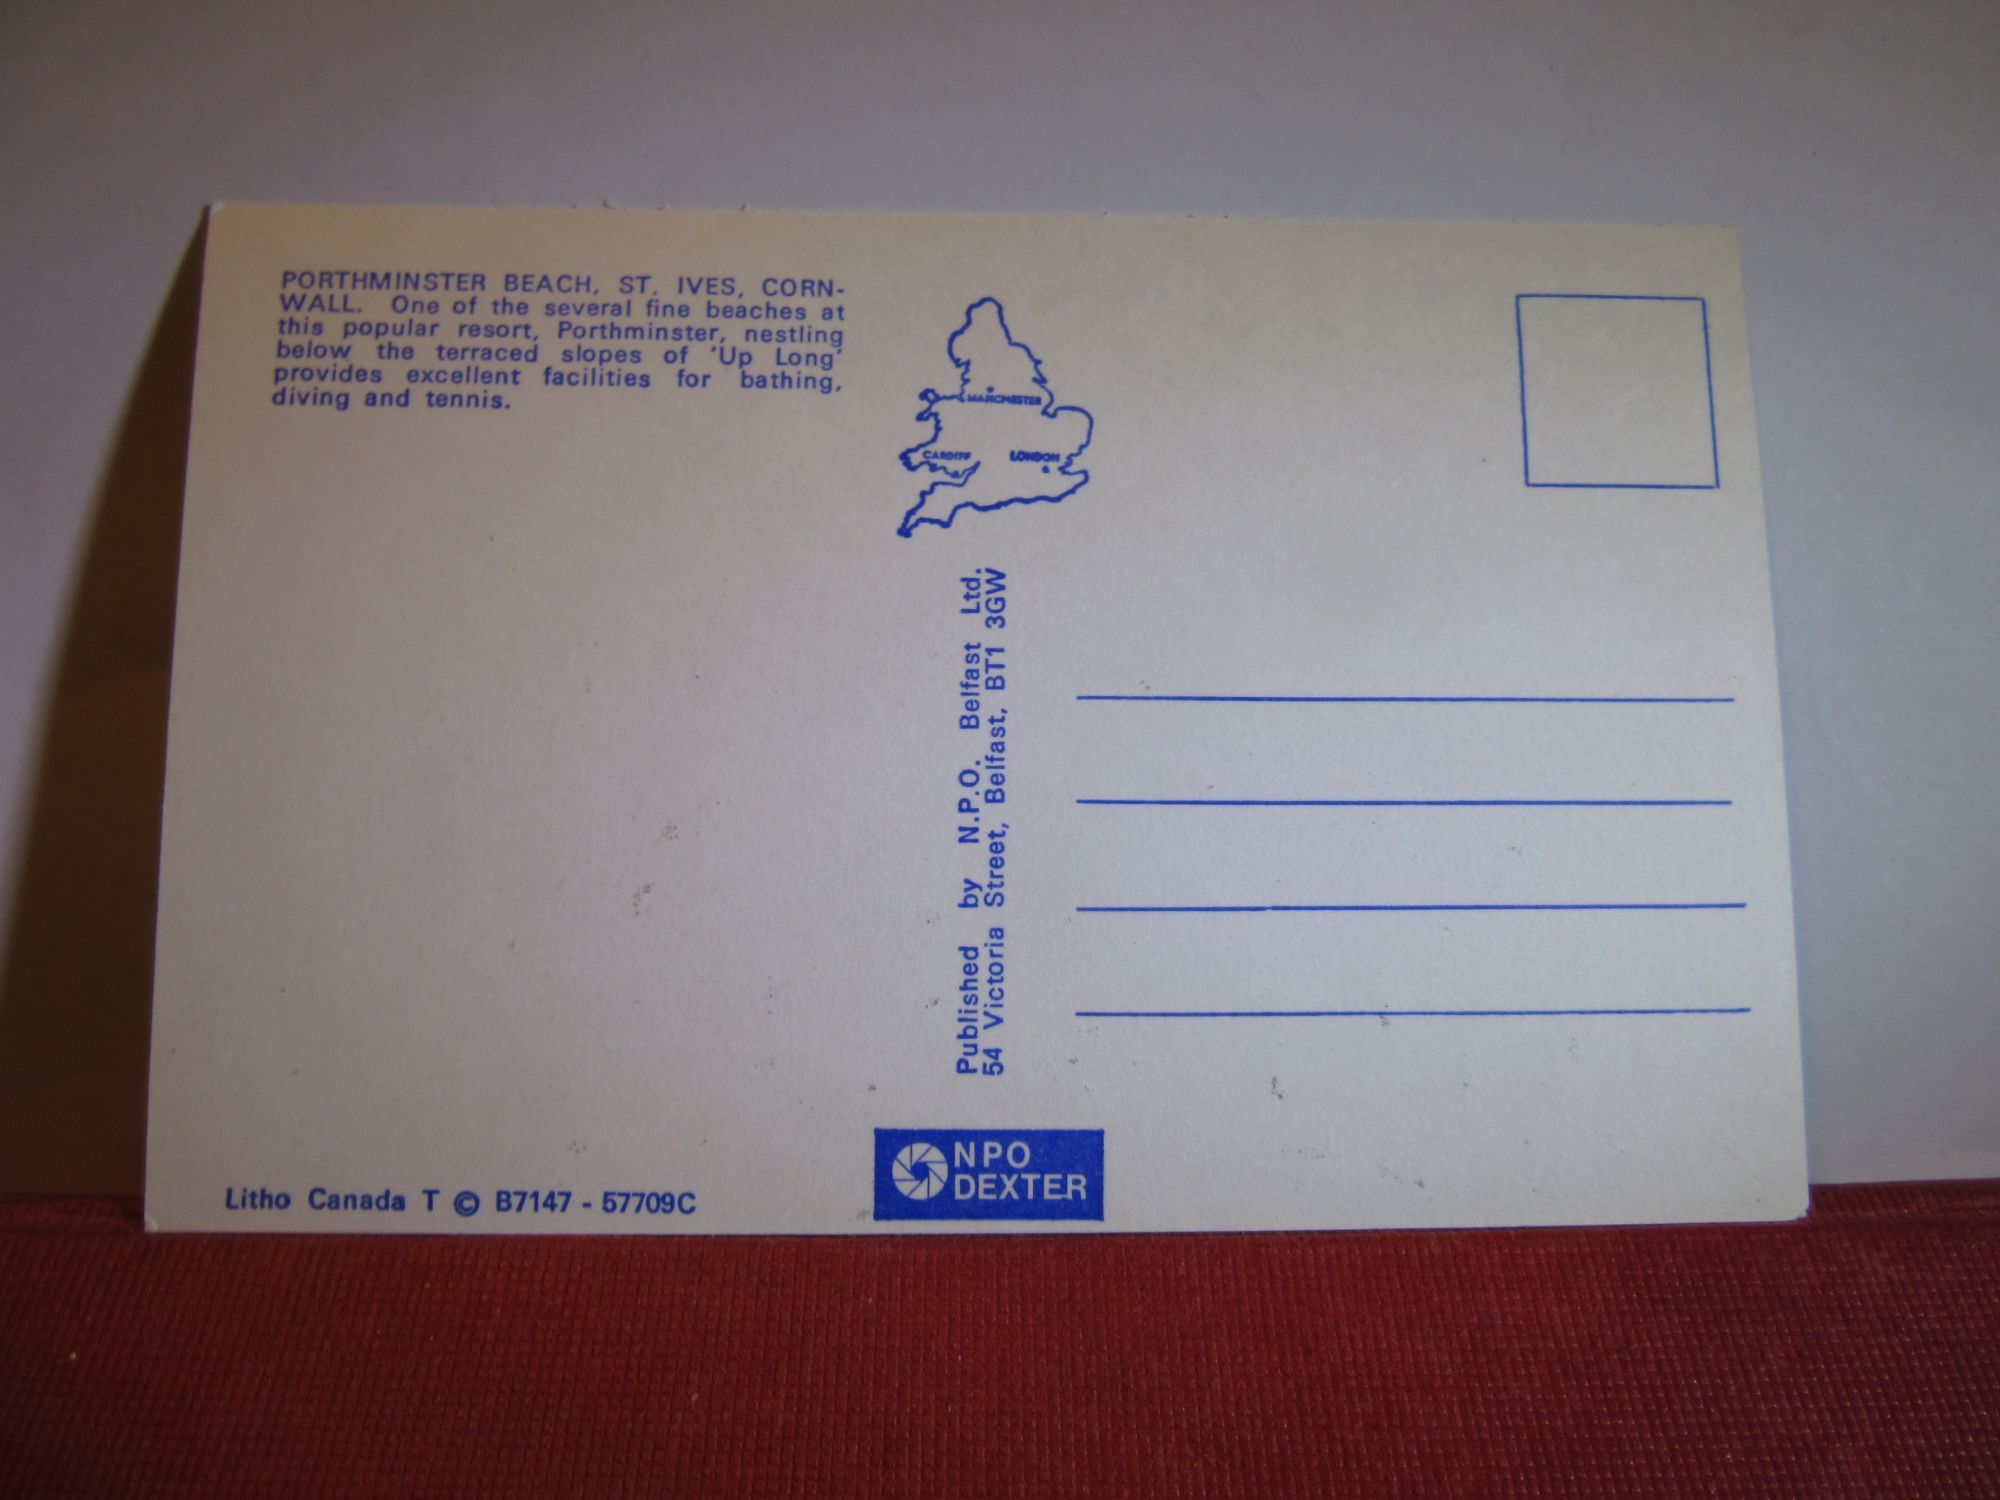 PORTHMINSTER BEACH, ST. IVES, CORN-
WALL. One of the several fine beaches at
this popular resort, Porthminster, nestling
below the terraced slopes of 'Up Long'
provides excellent facilities for bathing,
diving and tennis.
MANCHESTER
CARDIFF
LONDON
Published by N.P.O. Belfast Ltd.
54 Victoria Street, Belfast, BT1 3GW
NPO
DEXTER
Litho Canada T © B7147 - 57709C